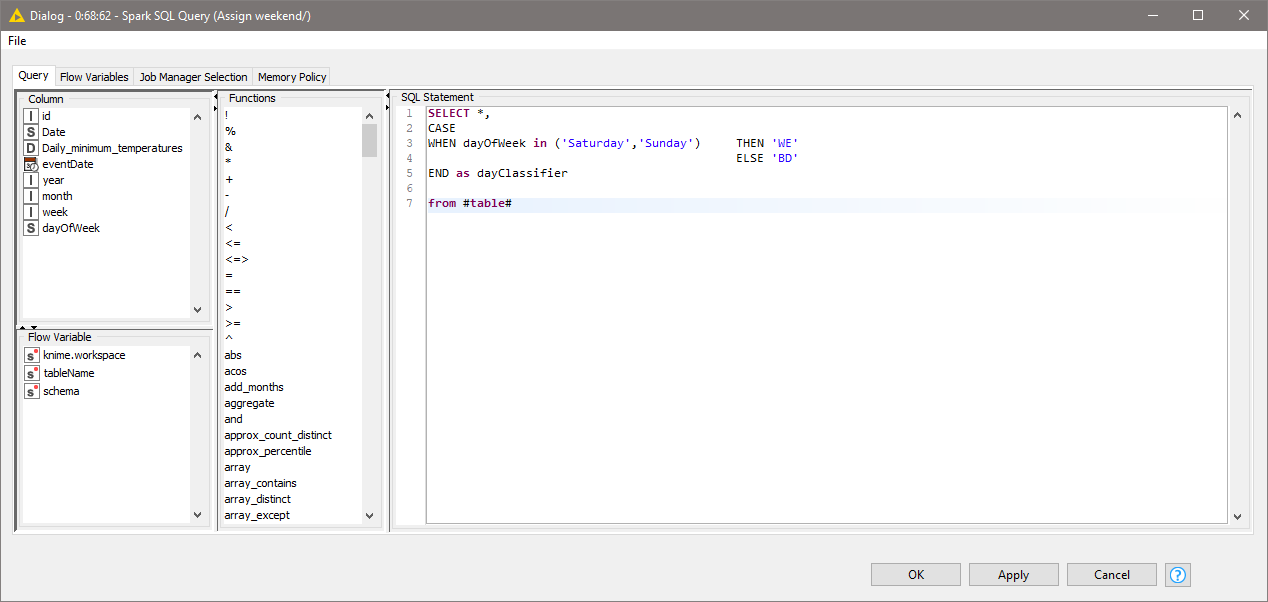 Dialog - 0:68:62 - Spark SQL Query (Assign weekend/)
File
Query Flow Variables Job Manager Selection Memory Policy
Column
I id
S Date
D Daily_minimum_temperatures
eventDate
I year
I month
I week
S dayOfWeek
Flow Variable
s knime.workspace
s tableName
s schema
Functions
!
%
&
*
+
-
/
<
<=
<=>
=
==
>
>=
^
abs
acos
add_months
aggregate
and
approx_count_distinct
approx_percentile
array
array_contains
array_distinct
array_except
SQL Statement
1 SELECT *,
2 CASE
3 WHEN dayOfWeek in ('Saturday','Sunday') THEN 'WE'
4 ELSE 'BD'
5 END as dayClassifier
6
7 from #table#
OK Apply Cancel ?